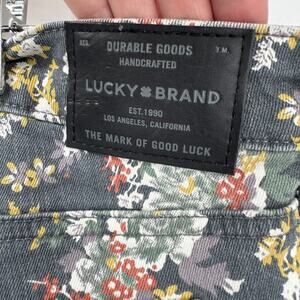 REG. DURABLE GOODS T.M.
HANDCRAFTED
LUCKY BRAND
EST.1990
LOS ANGELES, CALIFORNIA
THE MARK OF GOOD LUCK